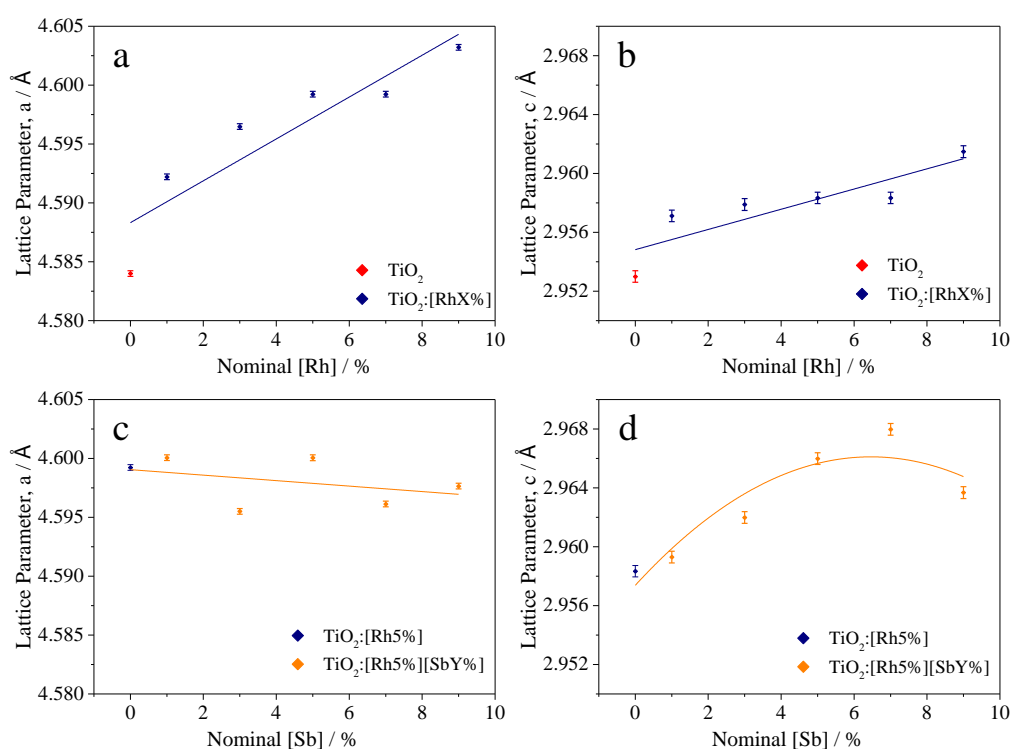 a
Lattice Parameter, a / Å
4.605
4.600
4.595
4.590
4.585
4.580
0 2 4 6 8 10
Nominal [Rh] / %
TiO₂
TiO₂:[RhX%]
b
Lattice Parameter, c / Å
2.968
2.964
2.960
2.956
2.952
0 2 4 6 8 10
Nominal [Rh] / %
TiO₂
TiO₂:[RhX%]
c
Lattice Parameter, a / Å
4.605
4.600
4.595
4.590
4.585
4.580
0 2 4 6 8 10
Nominal [Sb] / %
TiO₂:[Rh5%]
TiO₂:[Rh5%][SbY%]
d
Lattice Parameter, c / Å
2.968
2.964
2.960
2.956
2.952
0 2 4 6 8 10
Nominal [Sb] / %
TiO₂:[Rh5%]
TiO₂:[Rh5%][SbY%]